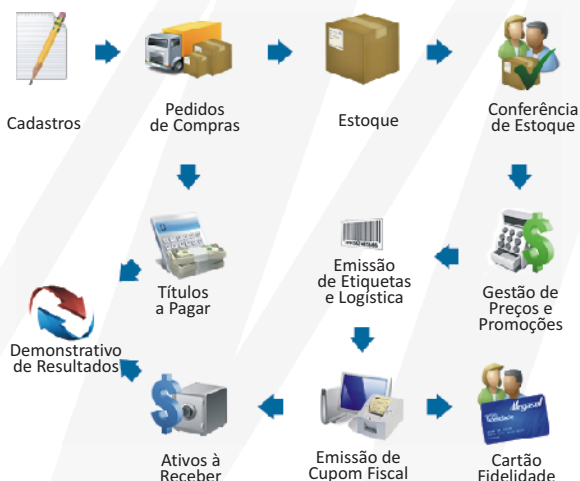 Cadastros
Pedidos
de Compras
Estoque
Conferência
de Estoque
Títulos
a Pagar
Emissão
de Etiquetas
e Logística
Gestão de
Preços e
Promoções
Demonstrativo
de Resultados
Ativos à
Receber
Emissão de
Cupom Fiscal
Cartão
Fidelidade